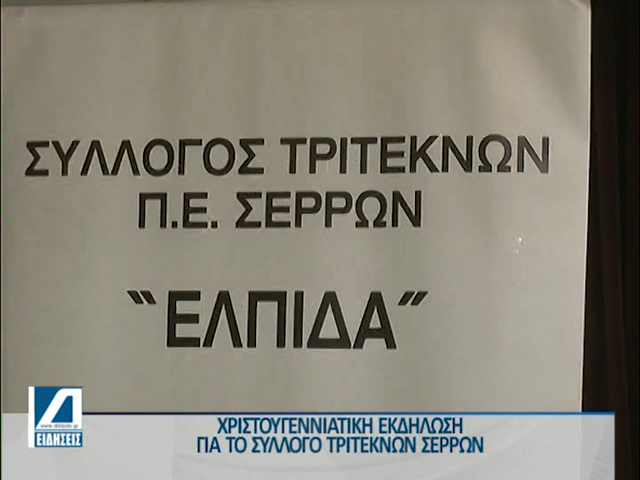 ΣΥΛΛΟΓΟΣ ΤΡΙΤΕΚΝΩΝ
Π.Ε. ΣΕΡΡΩΝ
"ΕΛΠΙΔΑ"
ΕΙΔΗΣΕΙΣ
ΧΡΙΣΤΟΥΓΕΝΝΙΑΤΙΚΗ ΕΚΔΗΛΩΣΗ
ΓΙΑ ΤΟ ΣΥΛΛΟΓΟ ΤΡΙΤΕΚΝΩΝ ΣΕΡΡΩΝ